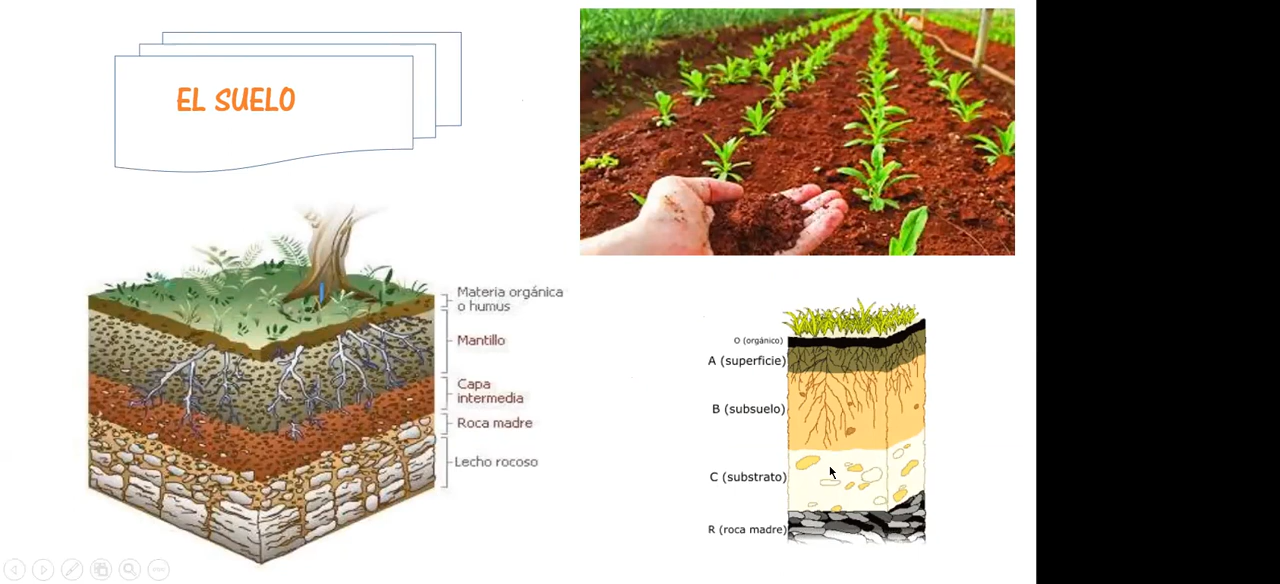 EL SUELO
Materia orgánica
o humus
Mantillo
Capa
intermedia
Roca madre
Lecho rocoso
O (orgánico)
A (superficie)
B (subsuelo)
C (substrato)
R (roca madre)